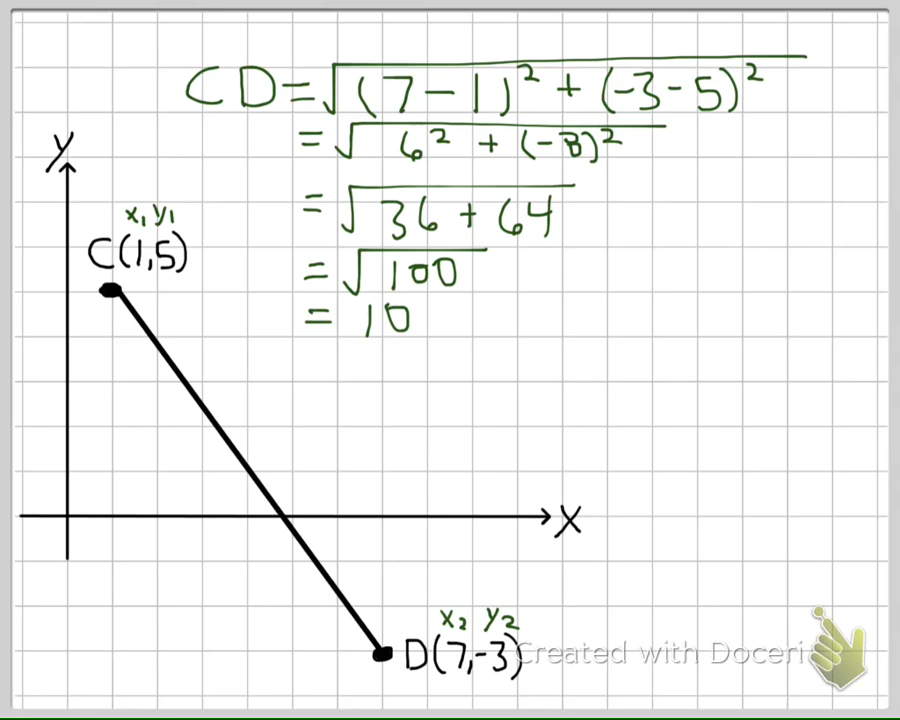 CD = √(7 - 1)² + (-3 - 5)²
= √6² + (-8)²
y
= √36 + 64
x₁ y₁
C(1,5)
= √100
= 10
X
x₂ y₂
D(7,-3)
Created with Doceri